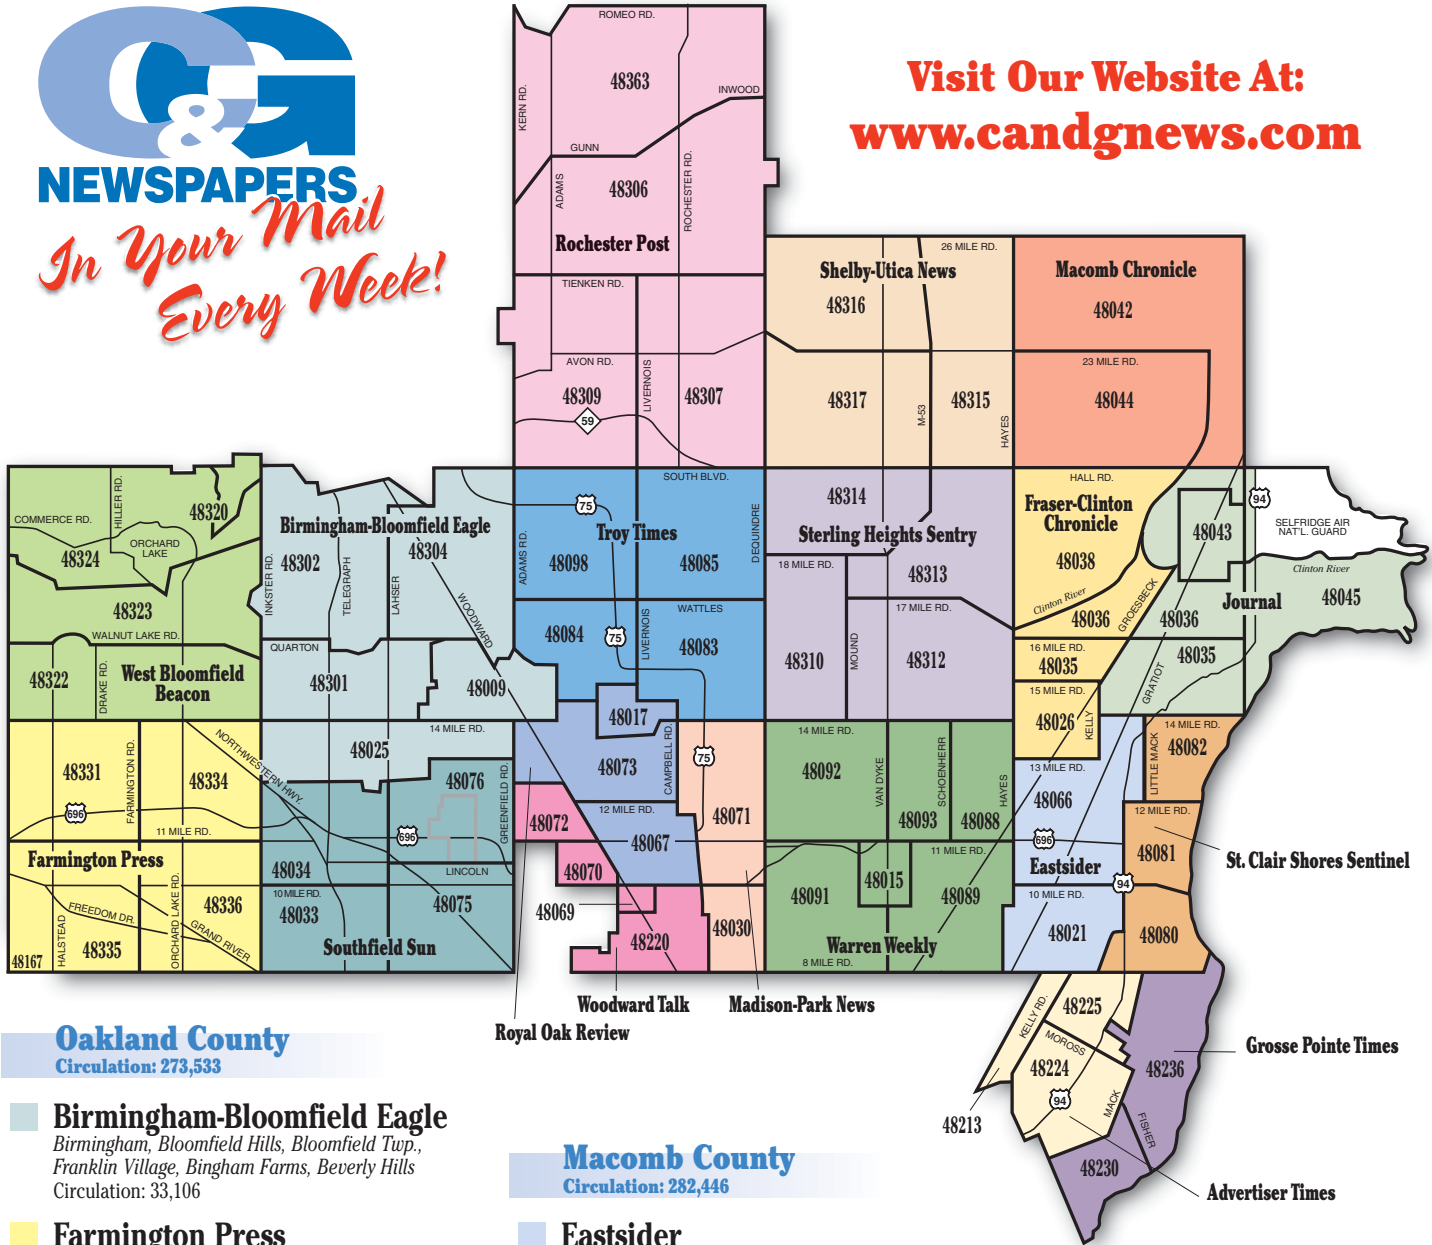 C&G
NEWSPAPERS
In Your Mail
Every Week!
Visit Our Website At:
www.candgnews.com
ROMEO RD.
48363
KERN RD.
INWOOD
GUNN
ADAMS
48306
ROCHESTER RD.
Rochester Post
TIENKEN RD.
AVON RD.
48309
LIVERNOIS
48307
59
26 MILE RD.
Shelby-Utica News
48316
48317
M-53
48315
HAYES
Macomb Chronicle
48042
23 MILE RD.
48044
HILLER RD.
48320
COMMERCE RD.
ORCHARD
LAKE
48324
48323
WALNUT LAKE RD.
48322
DRAKE RD.
West Bloomfield
Beacon
Birmingham-Bloomfield Eagle
48302
48304
INKSTER RD.
TELEGRAPH
LAHSER
WOODWARD
QUARTON
48301
48009
14 MILE RD.
48025
SOUTH BLVD.
75
Troy Times
ADAMS RD.
48098
48085
DEQUINDRE
WATTLES
48084
75
LIVERNOIS
48083
48314
Sterling Heights Sentry
18 MILE RD.
48313
17 MILE RD.
48310
MOUND
48312
HALL RD.
Fraser-Clinton
Chronicle
48038
Clinton River
48036
GROESBECK
16 MILE RD.
48035
15 MILE RD.
48026
KELLY
94
48043
SELFRIDGE AIR
NAT'L. GUARD
Clinton River
Journal
48045
48036
48035
GRATIOT
48331
FARMINGTON RD.
48334
NORTHWESTERN HWY.
696
11 MILE RD.
Farmington Press
48336
FREEDOM DR.
HALSTEAD
48335
ORCHARD LAKE RD.
GRAND RIVER
48167
48076
696
GREENFIELD RD.
48034
LINCOLN
10 MILE RD.
48033
48075
Southfield Sun
48017
48073
CAMPBELL RD.
75
12 MILE RD.
48067
48071
48072
48070
48069
48220
48030
14 MILE RD.
48092
VAN DYKE
SCHOENHERR
HAYES
48093
48088
11 MILE RD.
48091
48015
48089
Warren Weekly
8 MILE RD.
13 MILE RD.
48066
696
Eastsider
10 MILE RD.
48021
14 MILE RD.
48082
LITTLE MACK
12 MILE RD.
48081
94
48080
St. Clair Shores Sentinel
Woodward Talk
Royal Oak Review
Madison-Park News
KELLY RD.
48225
MOROSS
48224
94
MACK
48236
FISHER
48213
48230
Grosse Pointe Times
Advertiser Times
Oakland County
Circulation: 273,533
Birmingham-Bloomfield Eagle
Birmingham, Bloomfield Hills, Bloomfield Twp.,
Franklin Village, Bingham Farms, Beverly Hills
Circulation: 33,106
Farmington Press
Macomb County
Circulation: 282,446
Eastsider